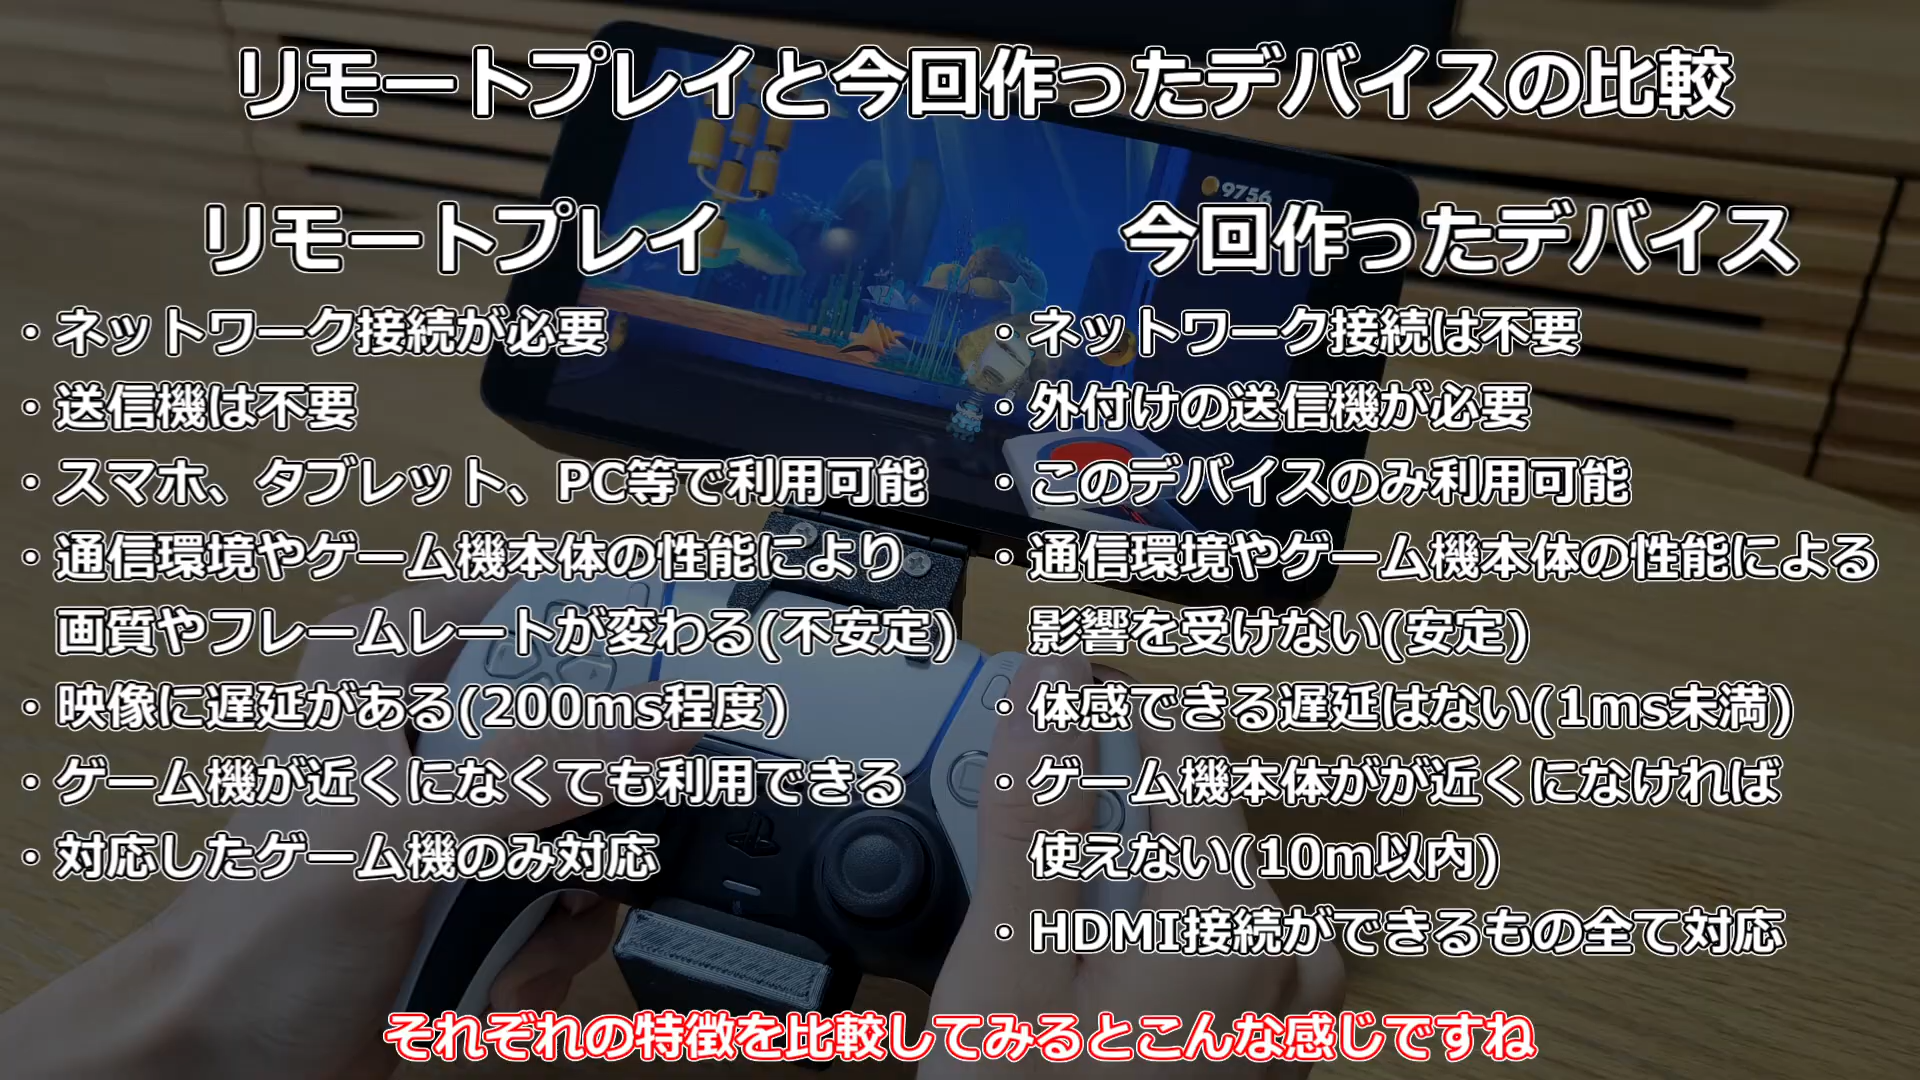 リモートプレイと今回作ったデバイスの比較
9756
リモートプレイ
・ネットワーク接続が必要
・送信機は不要
・スマホ、タブレット、PC等で利用可能
・通信環境やゲーム機本体の性能により
画質やフレームレートが変わる(不安定)
・映像に遅延がある(200ms程度)
・ゲーム機が近くになくても利用できる
・対応したゲーム機のみ対応
今回作ったデバイス
・ネットワーク接続は不要
・外付けの送信機が必要
・このデバイスのみ利用可能
・通信環境やゲーム機本体の性能による
影響を受けない(安定)
・体感できる遅延はない(1ms未満)
・ゲーム機本体がが近くになければ
使えない(10m以内)
・HDMI接続ができるもの全て対応
それぞれの特徴を比較してみるとこんな感じですね